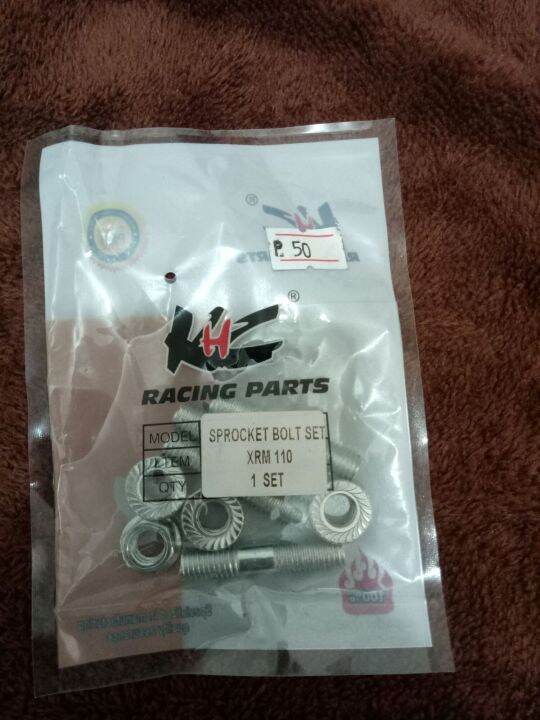 P. 50
KHC
®
RACING PARTS
MODEL SPROCKET BOLT SET
ITEM XRM 110
QTY 1 SET